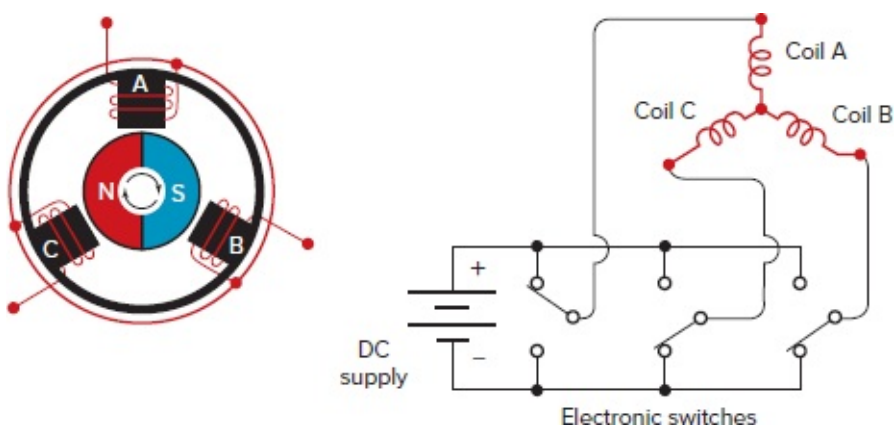 A
N
S
C
B
Coil A
Coil C
Coil B
+
DC
supply
−
Electronic switches